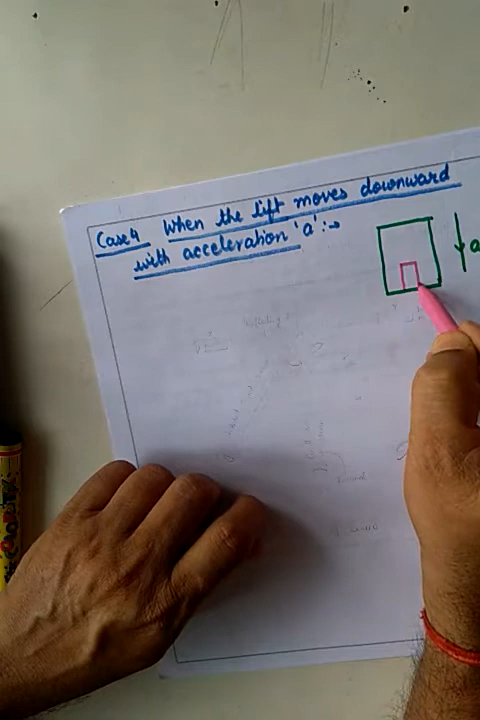 Case 4 When the lift moves downward
with acceleration 'a' :→
a